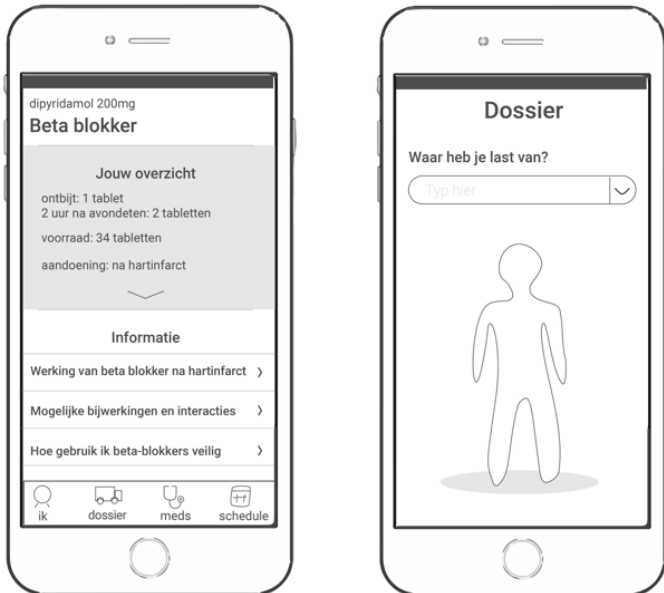 dipyridamol 200mg
Beta blokker
Jouw overzicht
ontbijt: 1 tablet
2 uur na avondeten: 2 tabletten
voorraad: 34 tabletten
aandoening: na hartinfarct
Informatie
Werking van beta blokker na hartinfarct
Mogelijke bijwerkingen en interacties
Hoe gebruik ik beta-blokkers veilig
ik
dossier
meds
schedule
Dossier
Waar heb je last van?
Typ hier